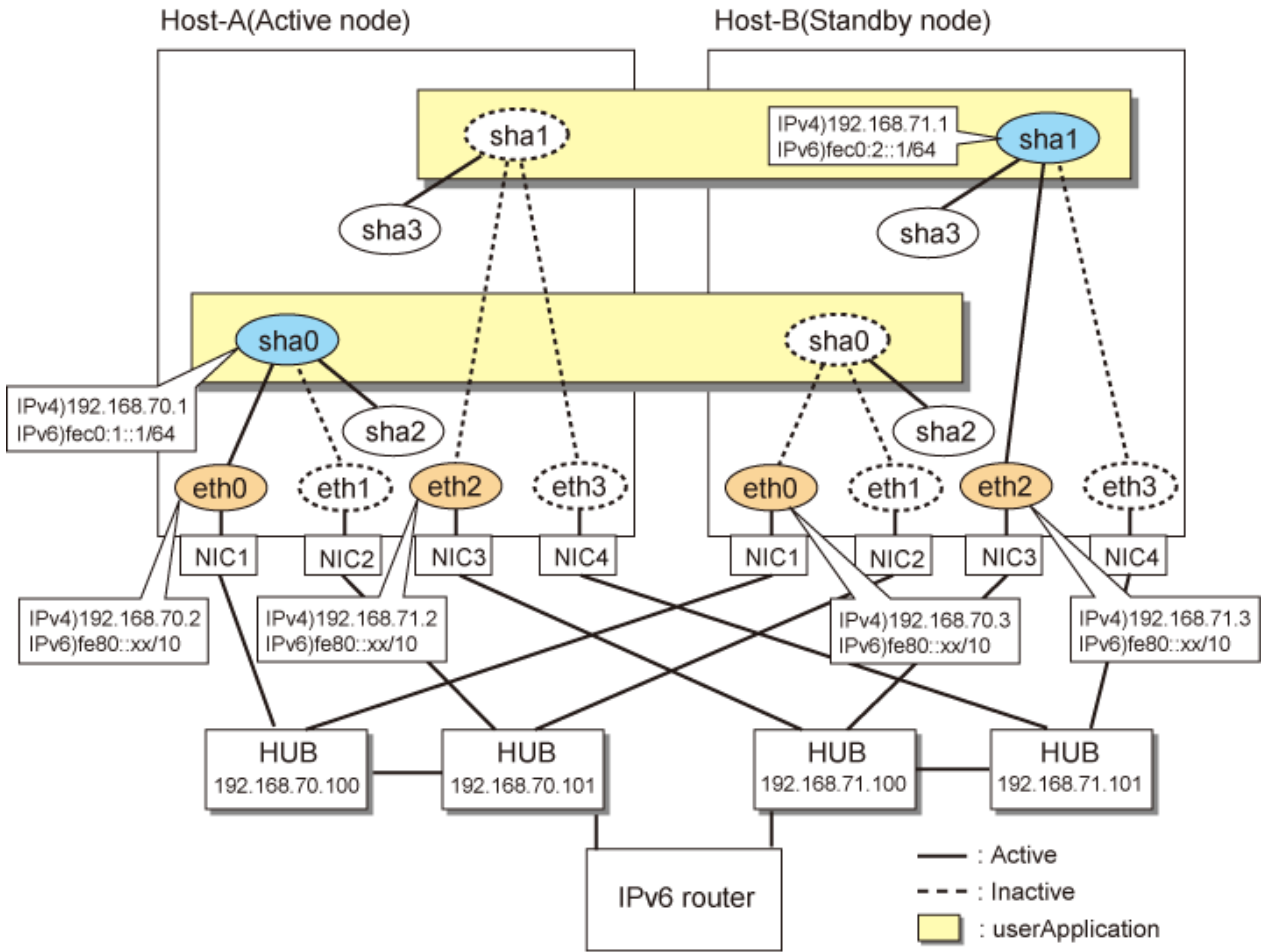 Host-A(Active node)
Host-B(Standby node)
sha1
IPv4)192.168.71.1
IPv6)fec0:2::1/64
sha1
sha3
sha3
sha0
sha0
IPv4)192.168.70.1
IPv6)fec0:1::1/64
sha2
sha2
eth0
eth1
eth2
eth3
eth0
eth1
eth2
eth3
NIC1
NIC2
NIC3
NIC4
NIC1
NIC2
NIC3
NIC4
IPv4)192.168.70.2
IPv6)fe80::xx/10
IPv4)192.168.71.2
IPv6)fe80::xx/10
IPv4)192.168.70.3
IPv6)fe80::xx/10
IPv4)192.168.71.3
IPv6)fe80::xx/10
HUB
192.168.70.100
HUB
192.168.70.101
HUB
192.168.71.100
HUB
192.168.71.101
IPv6 router
: Active
: Inactive
: userApplication